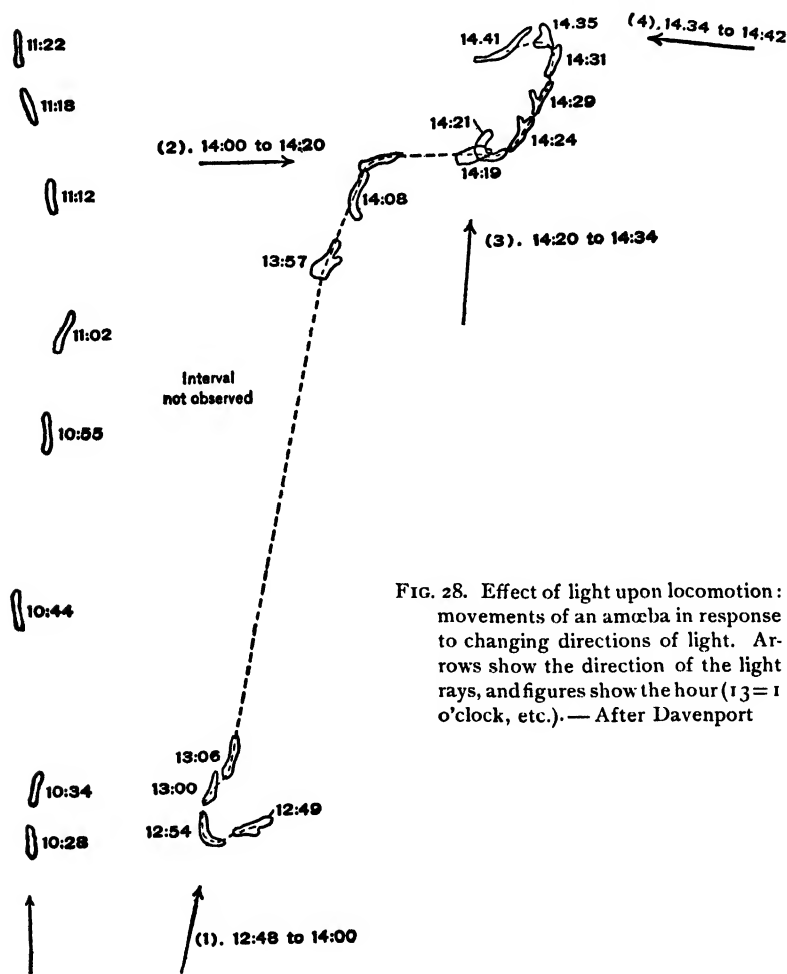 11:22
11:18
11:12
11:02
10:55
10:44
10:34
10:28
(2). 14:00 to 14:20
14.41
14.35
(4). 14.34 to 14:42
14:31
14:29
14:21
14:24
14:19
14:08
(3). 14:20 to 14:34
13:57
Interval
not observed
13:06
13:00
12:49
12:54
(1). 12:48 to 14:00
FIG. 28. Effect of light upon locomotion:
movements of an amœba in response
to changing directions of light. Ar-
rows show the direction of the light
rays, and figures show the hour (13= 1
o'clock, etc.).— After Davenport